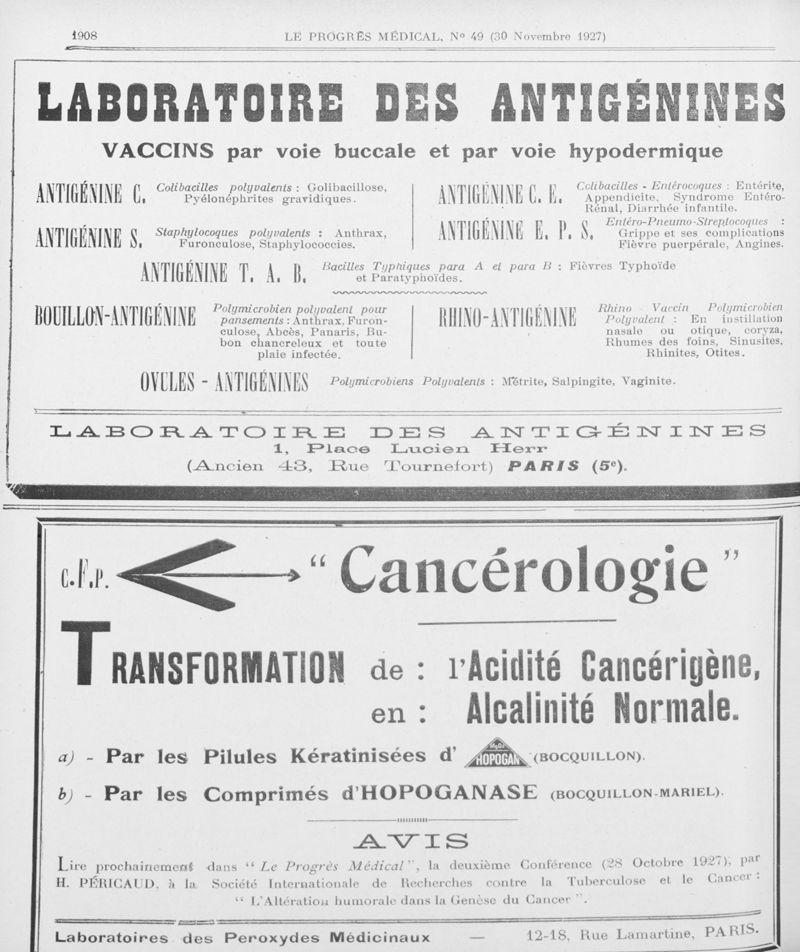 1908
LE PROGRÈS MÉDICAL, Nº 49 (30 Novembre 1927)
LABORATOIRE DES ANTIGÉNINES
VACCINS par voie buccale et par voie hypodermique
ANTIGÉNINE C. Colibacilles polyvalents : Golibacillose,
Pyélonéphrites gravidiques.
ANTIGÉNINE S. Staphylocoques polyvalents : Anthrax,
Furonculose, Staphylococcies.
ANTIGÉNINE C. E. Colibacilles - Entérocoques : Entérite,
Appendicite, Syndrome Entéro-
Rénal, Diarrhée infantile.
ANTIGÉNINE E. P. S. Entéro-Pneumo-Streptocoques :
Grippe et ses complications
Fièvre puerpérale, Angines.
ANTIGÉNINE T. A. B. Bacilles Typhiques para A et para B : Fièvres Typhoïde
et Paratyphoïdes.
BOUILLON-ANTIGÉNINE Polymicrobien polyvalent pour
pansements : Anthrax, Furon-
culose, Abcès, Panaris, Bu-
bon chancreleux et toute
plaie infectée.
RHINO-ANTIGÉNINE Rhino - Vaccin Polymicrobien
Polyvalent : En instillation
nasale ou otique, coryza,
Rhumes des foins, Sinusites,
Rhinites, Otites.
OVULES - ANTIGÉNINES Polymicrobiens Polyvalents : Métrite, Salpingite, Vaginite.
LABORATOIRE DES ANTIGÉNINES
1, Place Lucien Herr
(Ancien 43, Rue Tournefort) PARIS (5e).
C.F.P.
“ Cancérologie ”
TRANSFORMATION de : l'Acidité Cancérigène,
en : Alcalinité Normale.
a) - Par les Pilules Kératinisées d' HOPOGAN (BOCQUILLON).
b) - Par les Comprimés d'HOPOGANASE (BOCQUILLON-MARIEL).
AVIS
Lire prochainement dans “ Le Progrès Médical ”, la deuxième Conférence (28 Octobre 1927), par
H. PÉRICAUD, à la Société Internationale de Recherches contre la Tuberculose et le Cancer :
“ L'Altération humorale dans la Genèse du Cancer ”.
Laboratoires des Peroxydes Médicinaux — 12-18, Rue Lamartine, PARIS.